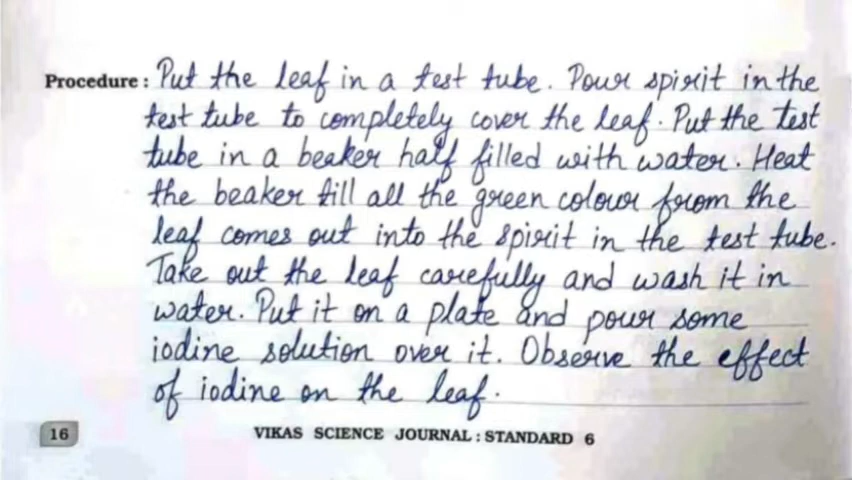 Procedure : Put the leaf in a test tube. Pour spirit in the
test tube to completely cover the leaf. Put the test
tube in a beaker half filled with water. Heat
the beaker till all the green colour from the
leaf comes out into the spirit in the test tube.
Take out the leaf carefully and wash it in
water. Put it on a plate and pour some
iodine solution over it. Observe the effect
of iodine on the leaf.
16 VIKAS SCIENCE JOURNAL : STANDARD 6